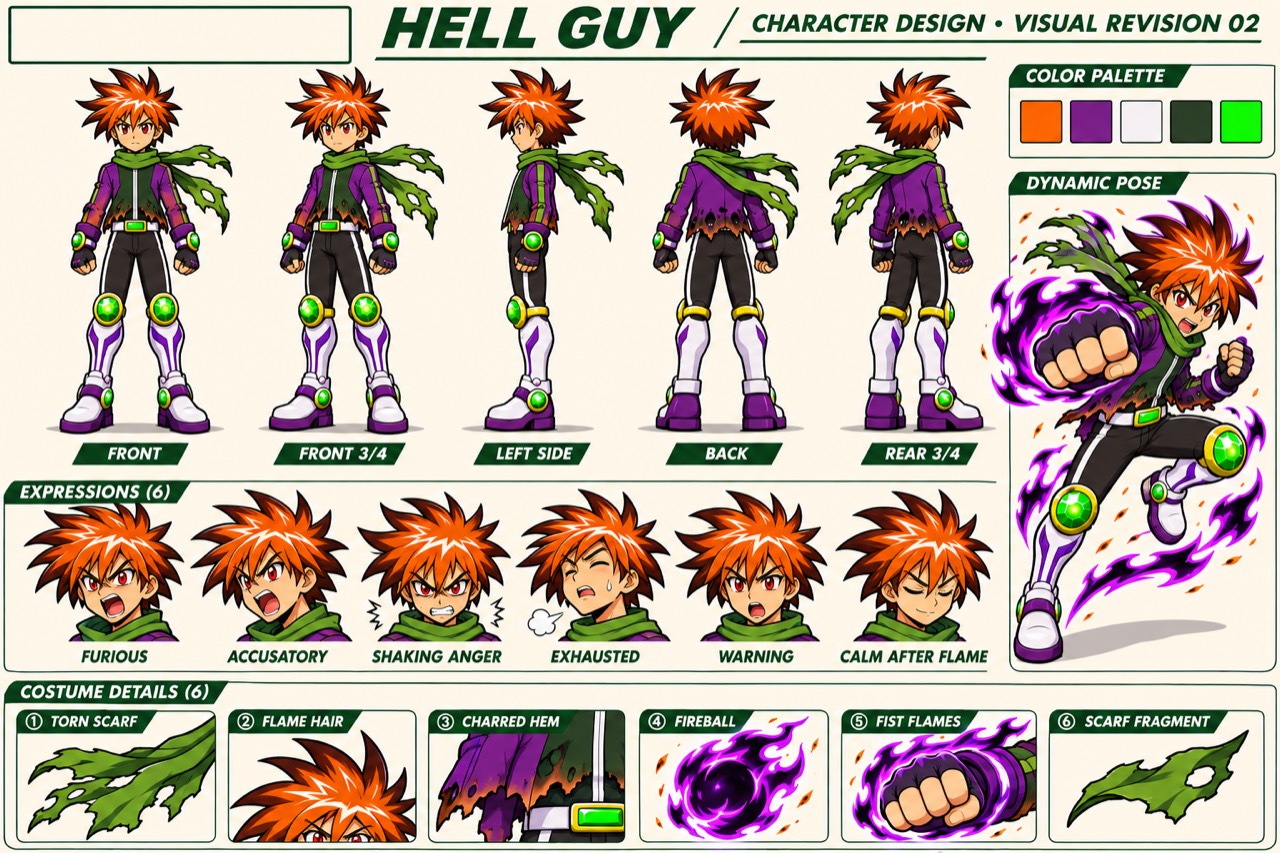 HELL GUY / CHARACTER DESIGN • VISUAL REVISION 02
COLOR PALETTE
DYNAMIC POSE
FRONT
FRONT 3/4
LEFT SIDE
BACK
REAR 3/4
EXPRESSIONS (6)
FURIOUS
ACCUSATORY
SHAKING ANGER
EXHAUSTED
WARNING
CALM AFTER FLAME
COSTUME DETAILS (6)
① TORN SCARF
② FLAME HAIR
③ CHARRED HEM
④ FIREBALL
⑤ FIST FLAMES
⑥ SCARF FRAGMENT